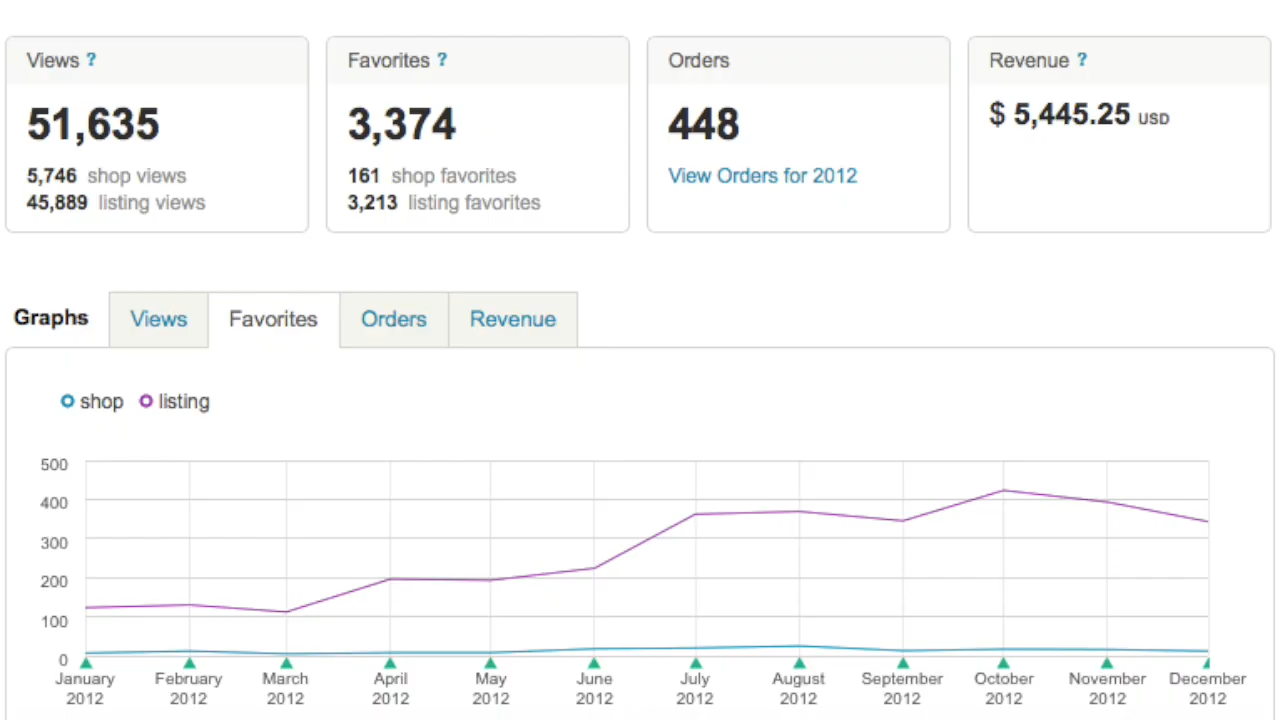 Views ? Favorites ? Orders Revenue ?
51,635 3,374 448 $ 5,445.25 USD
5,746 shop views 161 shop favorites View Orders for 2012
45,889 listing views 3,213 listing favorites
Graphs Views Favorites Orders Revenue
shop listing
500
400
300
200
100
0
January February March April May June July August September October November December
2012 2012 2012 2012 2012 2012 2012 2012 2012 2012 2012 2012